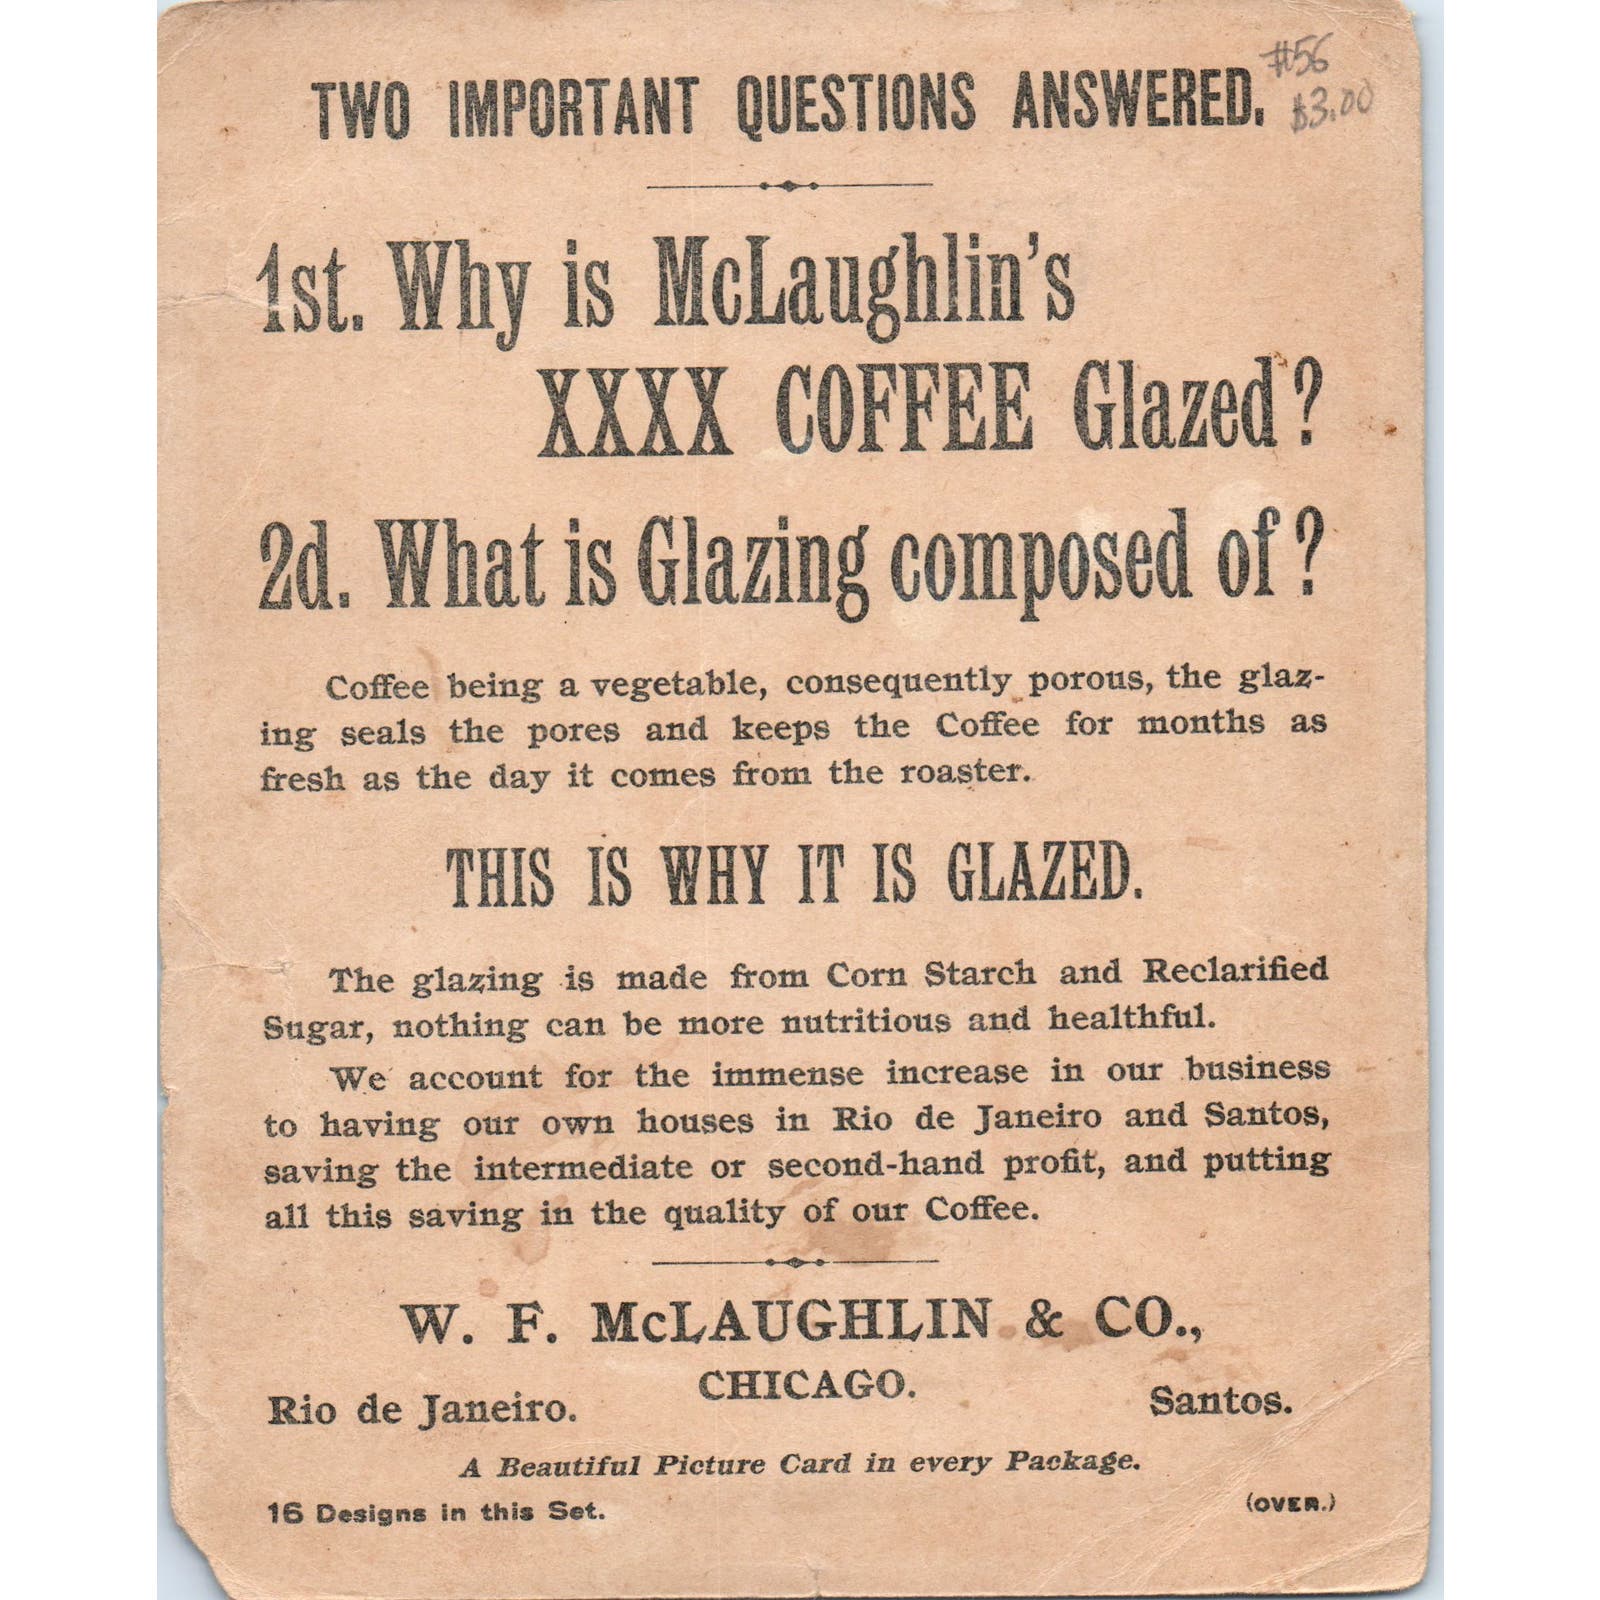 #56
TWO IMPORTANT QUESTIONS ANSWERED.
$3.00
1st. Why is McLaughlin's
XXXX COFFEE Glazed?
2d. What is Glazing composed of?
Coffee being a vegetable, consequently porous, the glaz-
ing seals the pores and keeps the Coffee for months as
fresh as the day it comes from the roaster.
THIS IS WHY IT IS GLAZED.
The glazing is made from Corn Starch and Reclarified
Sugar, nothing can be more nutritious and healthful.
We account for the immense increase in our business
to having our own houses in Rio de Janeiro and Santos,
saving the intermediate or second-hand profit, and putting
all this saving in the quality of our Coffee.
W. F. McLAUGHLIN & CO.,
CHICAGO.
Rio de Janeiro. Santos.
A Beautiful Picture Card in every Package.
16 Designs in this Set. (OVER.)